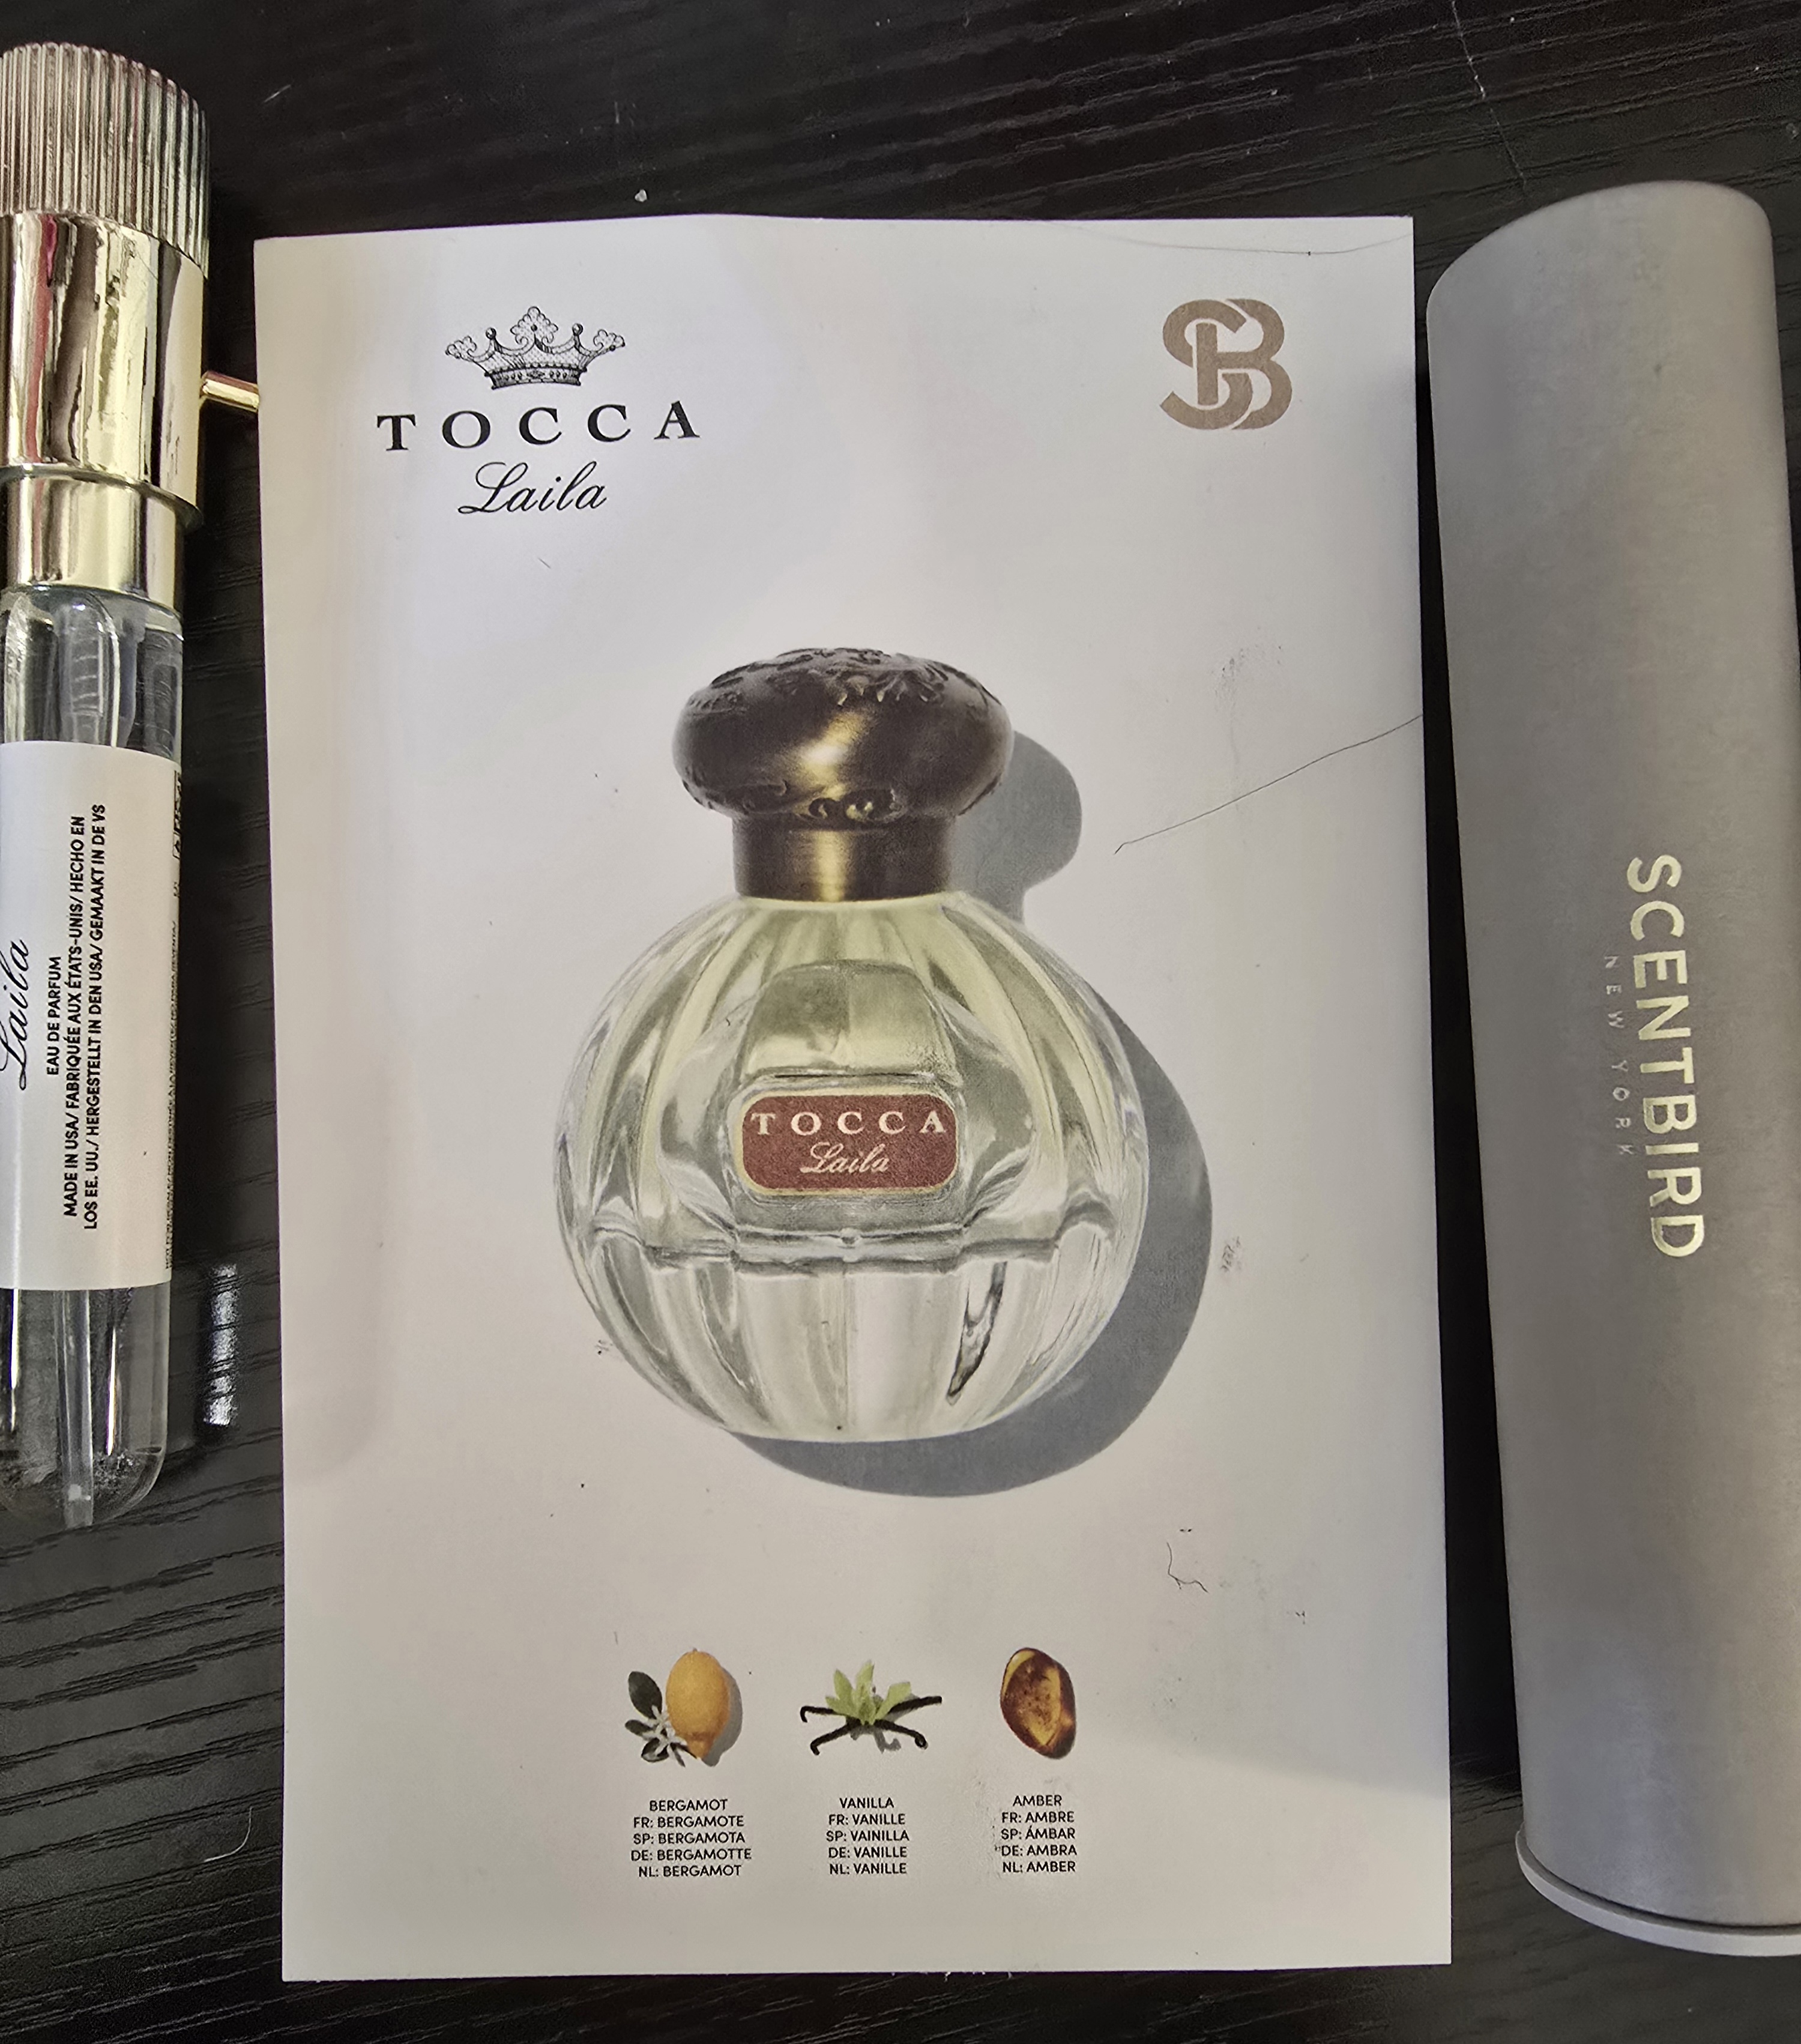 Laila
EAU DE PARFUM
MADE IN USA/ FABRIQUÉE AUX ÉTATS-UNIS/ HECHO EN
LOS EE. UU./ HERGESTELLT IN DEN USA/ GEMAAKT IN DE VS
TOCCA
Laila
SB
TOCCA
Laila
BERGAMOT
FR: BERGAMOTE
SP: BERGAMOTA
DE: BERGAMOTTE
NL: BERGAMOT
VANILLA
FR: VANILLE
SP: VAINILLA
DE: VANILLE
NL: VANILLE
AMBER
FR: AMBRE
SP: ÁMBAR
DE: AMBRA
NL: AMBER
SCENTBIRD
NEW YORK